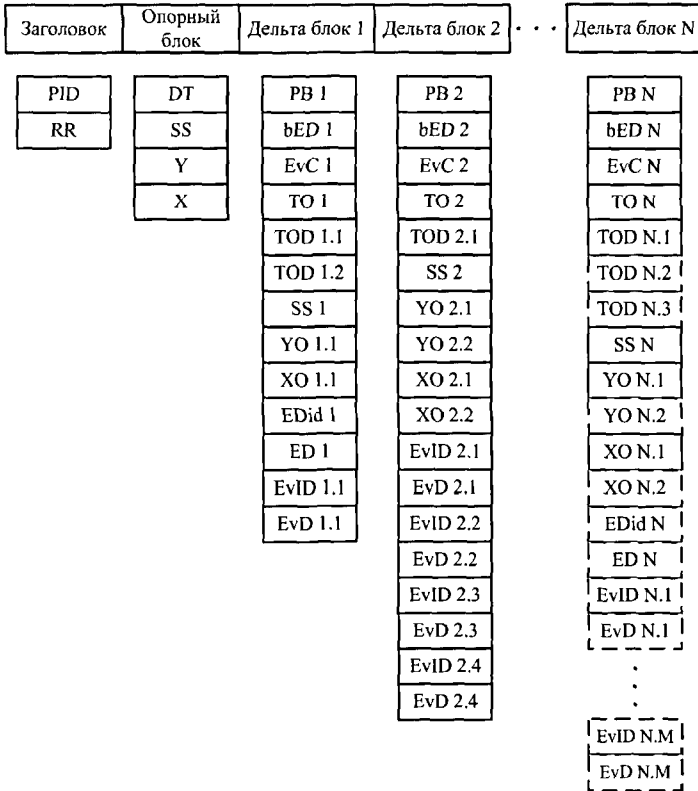 Заголовок
Опорный
блок
Дельта блок 1
Дельта блок 2
· · ·
Дельта блок N
PID
RR
DT
SS
Y
X
PB 1
bED 1
EvC 1
TO 1
TOD 1.1
TOD 1.2
SS 1
YO 1.1
XO 1.1
EDid 1
ED 1
EvID 1.1
EvD 1.1
PB 2
bED 2
EvC 2
TO 2
TOD 2.1
SS 2
YO 2.1
YO 2.2
XO 2.1
XO 2.2
EvID 2.1
EvD 2.1
EvID 2.2
EvD 2.2
EvID 2.3
EvD 2.3
EvID 2.4
EvD 2.4
PB N
bED N
EvC N
TO N
TOD N.1
TOD N.2
TOD N.3
SS N
YO N.1
YO N.2
XO N.1
XO N.2
EDid N
ED N
EvID N.1
EvD N.1
EvID N.M
EvD N.M